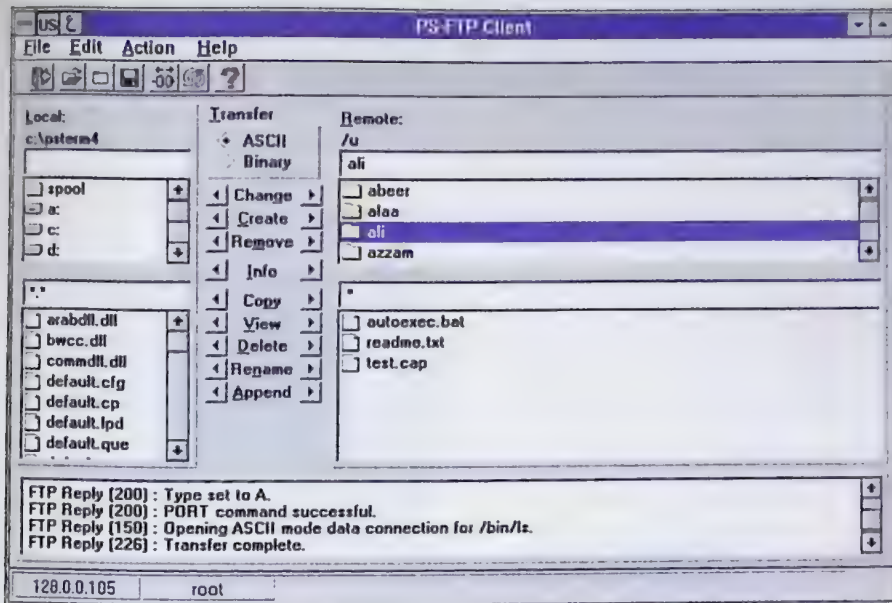 US ع PS-FTP Client
File Edit Action Help
Local:
c:\psterm4
spool
a:
c:
d:
*.*
arabdll.dll
bwcc.dll
commdll.dll
default.cfg
default.cp
default.lpd
default.que
Transfer
ASCII
Binary
Change
Create
Remove
Info
Copy
View
Delete
Rename
Append
Remote:
/u
ali
abeer
alaa
ali
azzam
*
autoexec.bat
readme.txt
test.cap
FTP Reply [200] : Type set to A.
FTP Reply [200] : PORT command successful.
FTP Reply [150] : Opening ASCII mode data connection for /bin/ls.
FTP Reply [226] : Transfer complete.
128.0.0.105 root